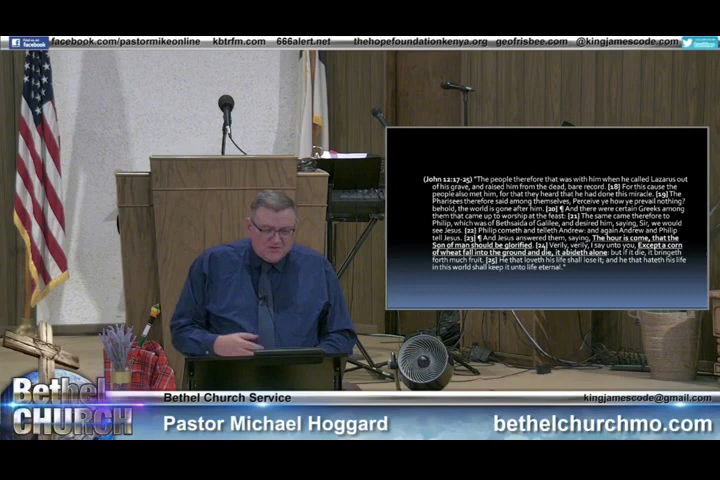 Find us on facebook facebook.com/pastormikeonline kbtrfm.com 666alert.net thehopefoundationkenya.org geofrisbee.com @kingjamescode.com
(John 12:17-25) "The people therefore that was with him when he called Lazarus out
of his grave, and raised him from the dead, bare record. [18] For this cause the
people also met him, for that they heard that he had done this miracle. [19] The
Pharisees therefore said among themselves, Perceive ye how ye prevail nothing?
behold, the world is gone after him. [20] ¶ And there were certain Greeks among
them that came up to worship at the feast: [21] The same came therefore to
Philip, which was of Bethsaida of Galilee, and desired him, saying, Sir, we would
see Jesus. [22] Philip cometh and telleth Andrew: and again Andrew and Philip
tell Jesus. [23] ¶ And Jesus answered them, saying, The hour is come, that the
Son of man should be glorified. [24] Verily, verily, I say unto you, Except a corn
of wheat fall into the ground and die, it abideth alone: but if it die, it bringeth
forth much fruit. [25] He that loveth his life shall lose it; and he that hateth his life
in this world shall keep it unto life eternal."
Bethel Church Service kingjamescode@gmail.com
Bethel
CHURCH
Pastor Michael Hoggard bethelchurchmo.com